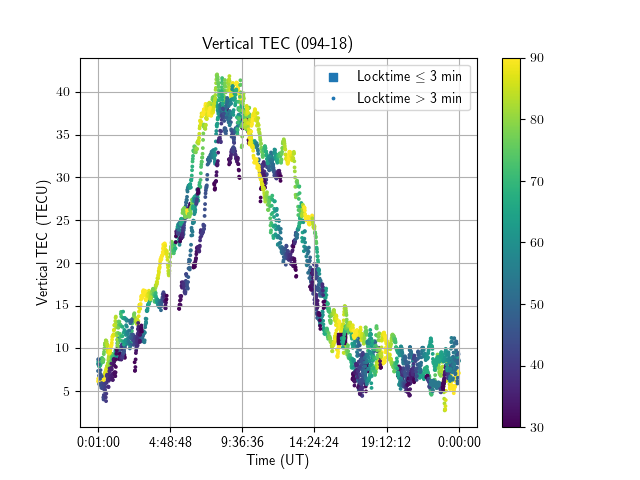 Vertical TEC (094-18)
Locktime ≤ 3 min
Locktime > 3 min
Vertical TEC (TECU)
40
35
30
25
20
15
10
5
0:01:00 4:48:48 9:36:36 14:24:24 19:12:12 0:00:00
Time (UT)
90
80
70
60
50
40
30